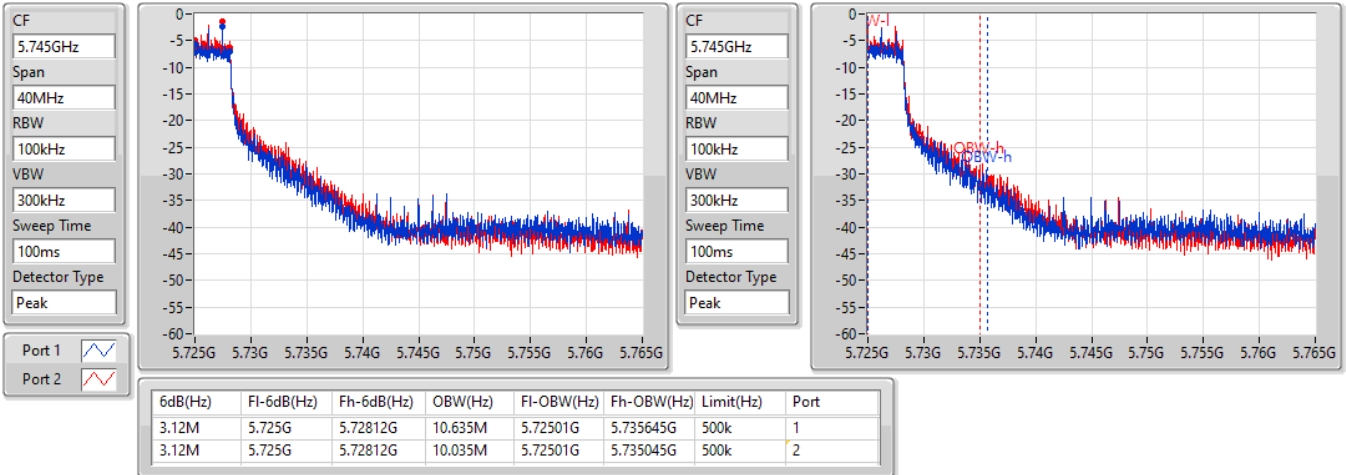 CF
5.745GHz
Span
40MHz
RBW
100kHz
VBW
300kHz
Sweep Time
100ms
Detector Type
Peak
Port 1
Port 2
0
-5
-10
-15
-20
-25
-30
-35
-40
-45
-50
-55
-60
5.725G 5.73G 5.735G 5.74G 5.745G 5.75G 5.755G 5.76G 5.765G
CF
5.745GHz
Span
40MHz
RBW
100kHz
VBW
300kHz
Sweep Time
100ms
Detector Type
Peak
0
-5
-10
-15
-20
-25
-30
-35
-40
-45
-50
-55
-60
W-l
OBW-h
OBW-h
5.725G 5.73G 5.735G 5.74G 5.745G 5.75G 5.755G 5.76G 5.765G
6dB(Hz) Fl-6dB(Hz) Fh-6dB(Hz) OBW(Hz) Fl-OBW(Hz) Fh-OBW(Hz) Limit(Hz) Port
3.12M 5.725G 5.72812G 10.635M 5.72501G 5.735645G 500k 1
3.12M 5.725G 5.72812G 10.035M 5.72501G 5.735045G 500k 2